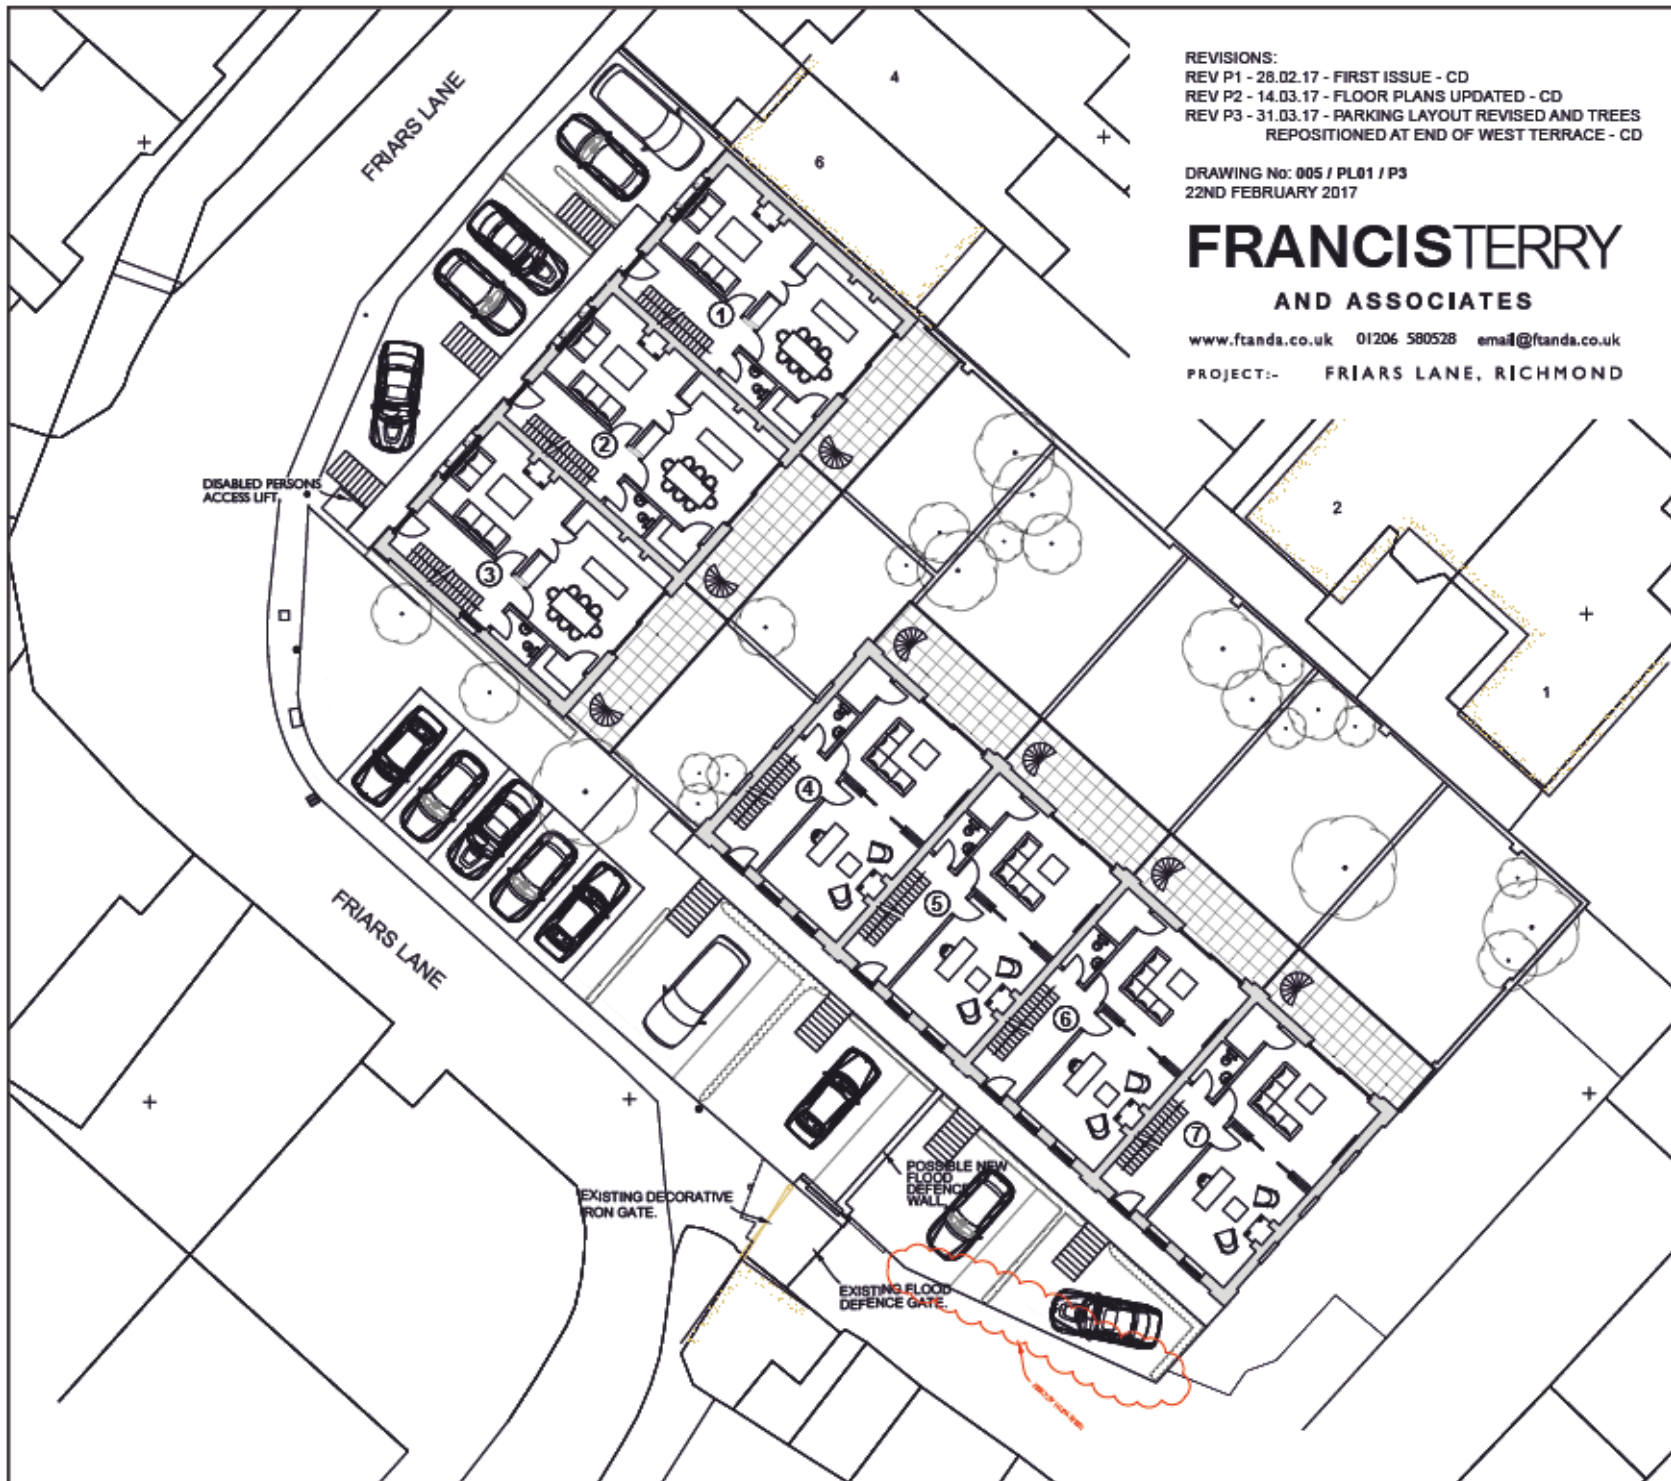 REVISIONS:
REV P1 - 28.02.17 - FIRST ISSUE - CD
REV P2 - 14.03.17 - FLOOR PLANS UPDATED - CD
REV P3 - 31.03.17 - PARKING LAYOUT REVISED AND TREES
REPOSITIONED AT END OF WEST TERRACE - CD
DRAWING No: 005 / PL01 / P3
22ND FEBRUARY 2017
FRANCISTERRY
AND ASSOCIATES
www.ftanda.co.uk 01206 580528 email@ftanda.co.uk
PROJECT:- FRIARS LANE, RICHMOND
FRIARS LANE
4
6
1
2
3
DISABLED PERSONS
ACCESS LIFT.
2
1
4
5
6
7
FRIARS LANE
POSSIBLE NEW
FLOOD
DEFENCE
WALL.
EXISTING DECORATIVE
IRON GATE.
EXISTING FLOOD
DEFENCE GATE.